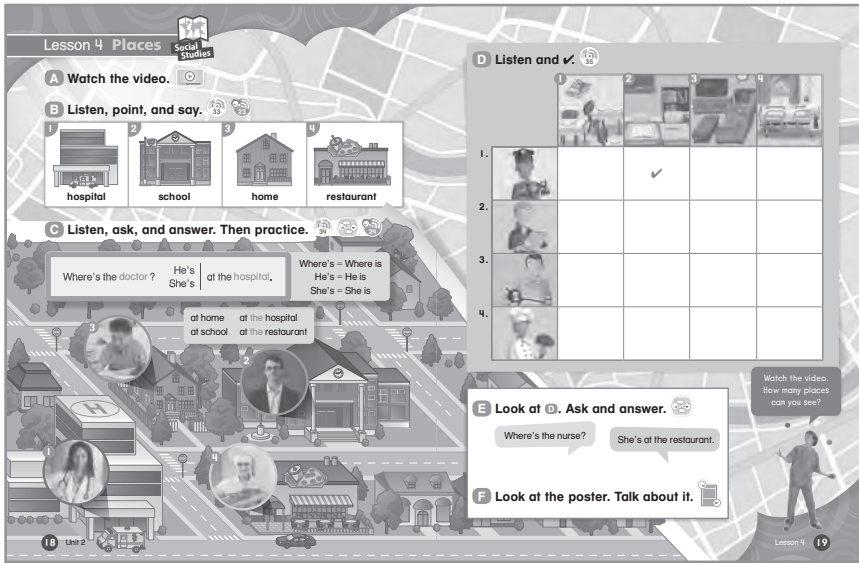 Lesson 4 Places
Social
Studies
A Watch the video.
B Listen, point, and say. 33 23
1
2
3
4
hospital
school
home
restaurant
C Listen, ask, and answer. Then practice. 34 24
Where's the doctor?
He's
She's
at the hospital.
Where's = Where is
He's = He is
She's = She is
at home at the hospital
at school at the restaurant
3
2
1
4
H
18 Unit 2
D Listen and ✔. 35
1
2
3
4
1.
✔
2.
3.
4.
E Look at D. Ask and answer.
Where's the nurse?
She's at the restaurant.
F Look at the poster. Talk about it.
Watch the video.
How many places
can you see?
Lesson 4 19